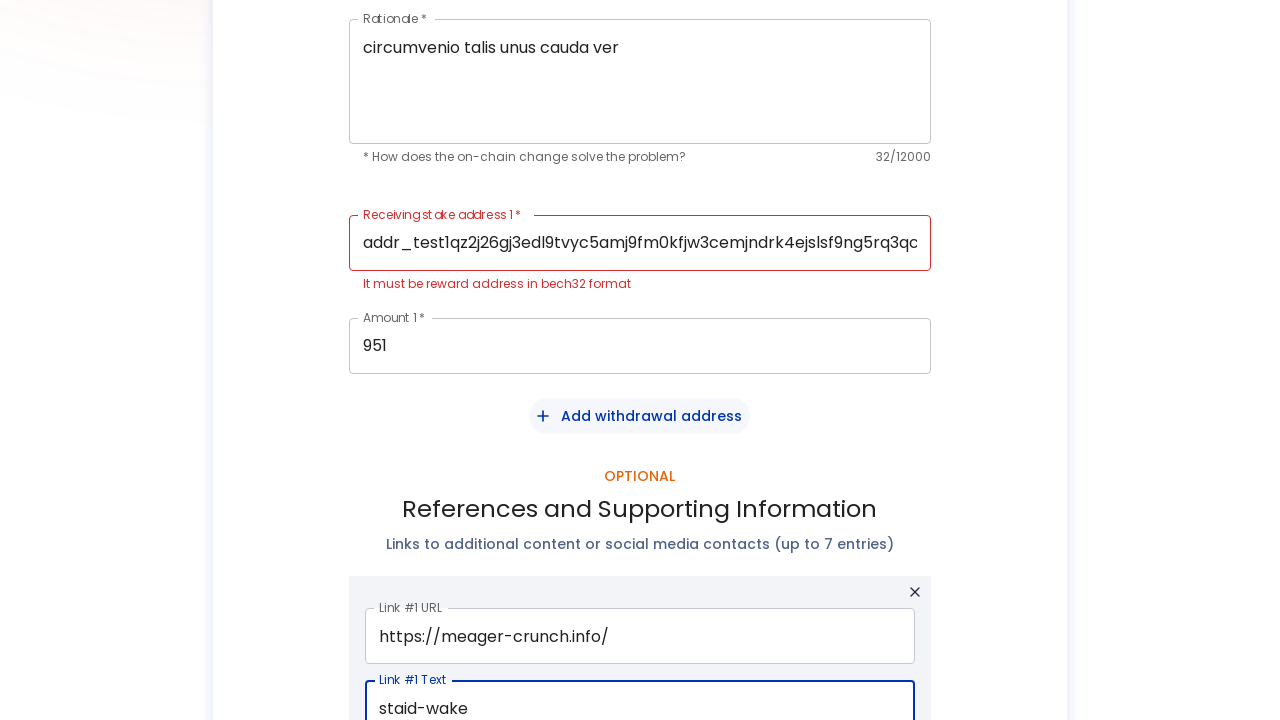 Rationale *
circumvenio talis unus cauda ver
* How does the on-chain change solve the problem?
32/12000
Receiving stake address 1 *
addr_test1qz2j26gj3edl9tvyc5amj9fm0kfjw3cemjndrk4ejslsf9ng5rq3qc
It must be reward address in bech32 format
Amount 1 *
951
Add withdrawal address
OPTIONAL
References and Supporting Information
Links to additional content or social media contacts (up to 7 entries)
Link #1 URL
https://meager-crunch.info/
Link #1 Text
staid-wake